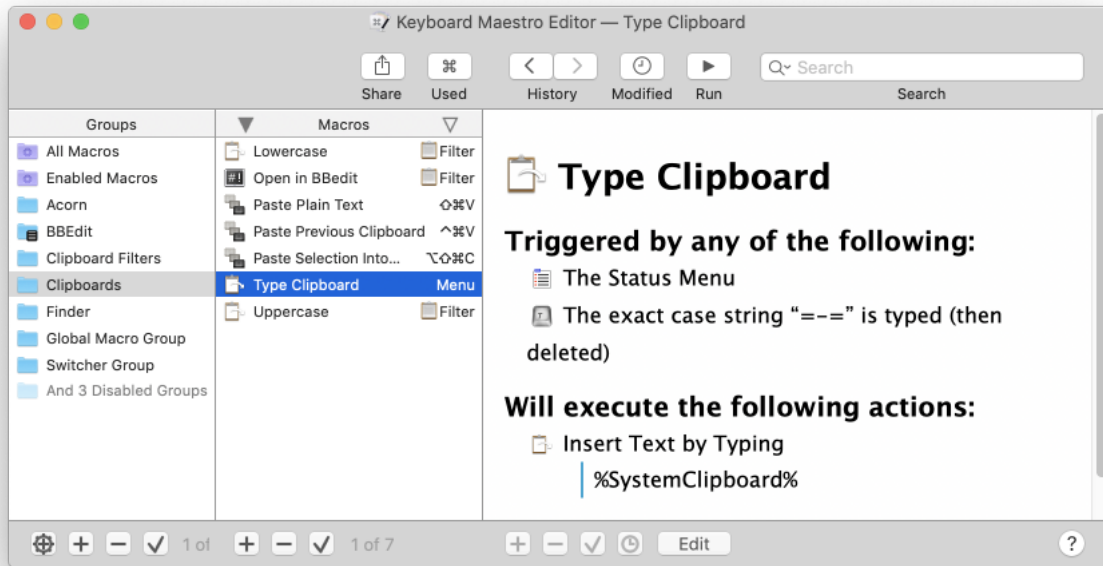 Keyboard Maestro Editor — Type Clipboard
Search
Share Used History Modified Run Search
Groups
All Macros
Enabled Macros
Acorn
BBEdit
Clipboard Filters
Clipboards
Finder
Global Macro Group
Switcher Group
And 3 Disabled Groups
Macros
Lowercase Filter
Open in BBedit Filter
Paste Plain Text ⇧⌘V
Paste Previous Clipboard ^⌘V
Paste Selection Into... ⌥⇧⌘C
Type Clipboard Menu
Uppercase Filter
Type Clipboard
Triggered by any of the following:
The Status Menu
The exact case string “=-=” is typed (then
deleted)
Will execute the following actions:
Insert Text by Typing
%SystemClipboard%
1 of
1 of 7
Edit
?